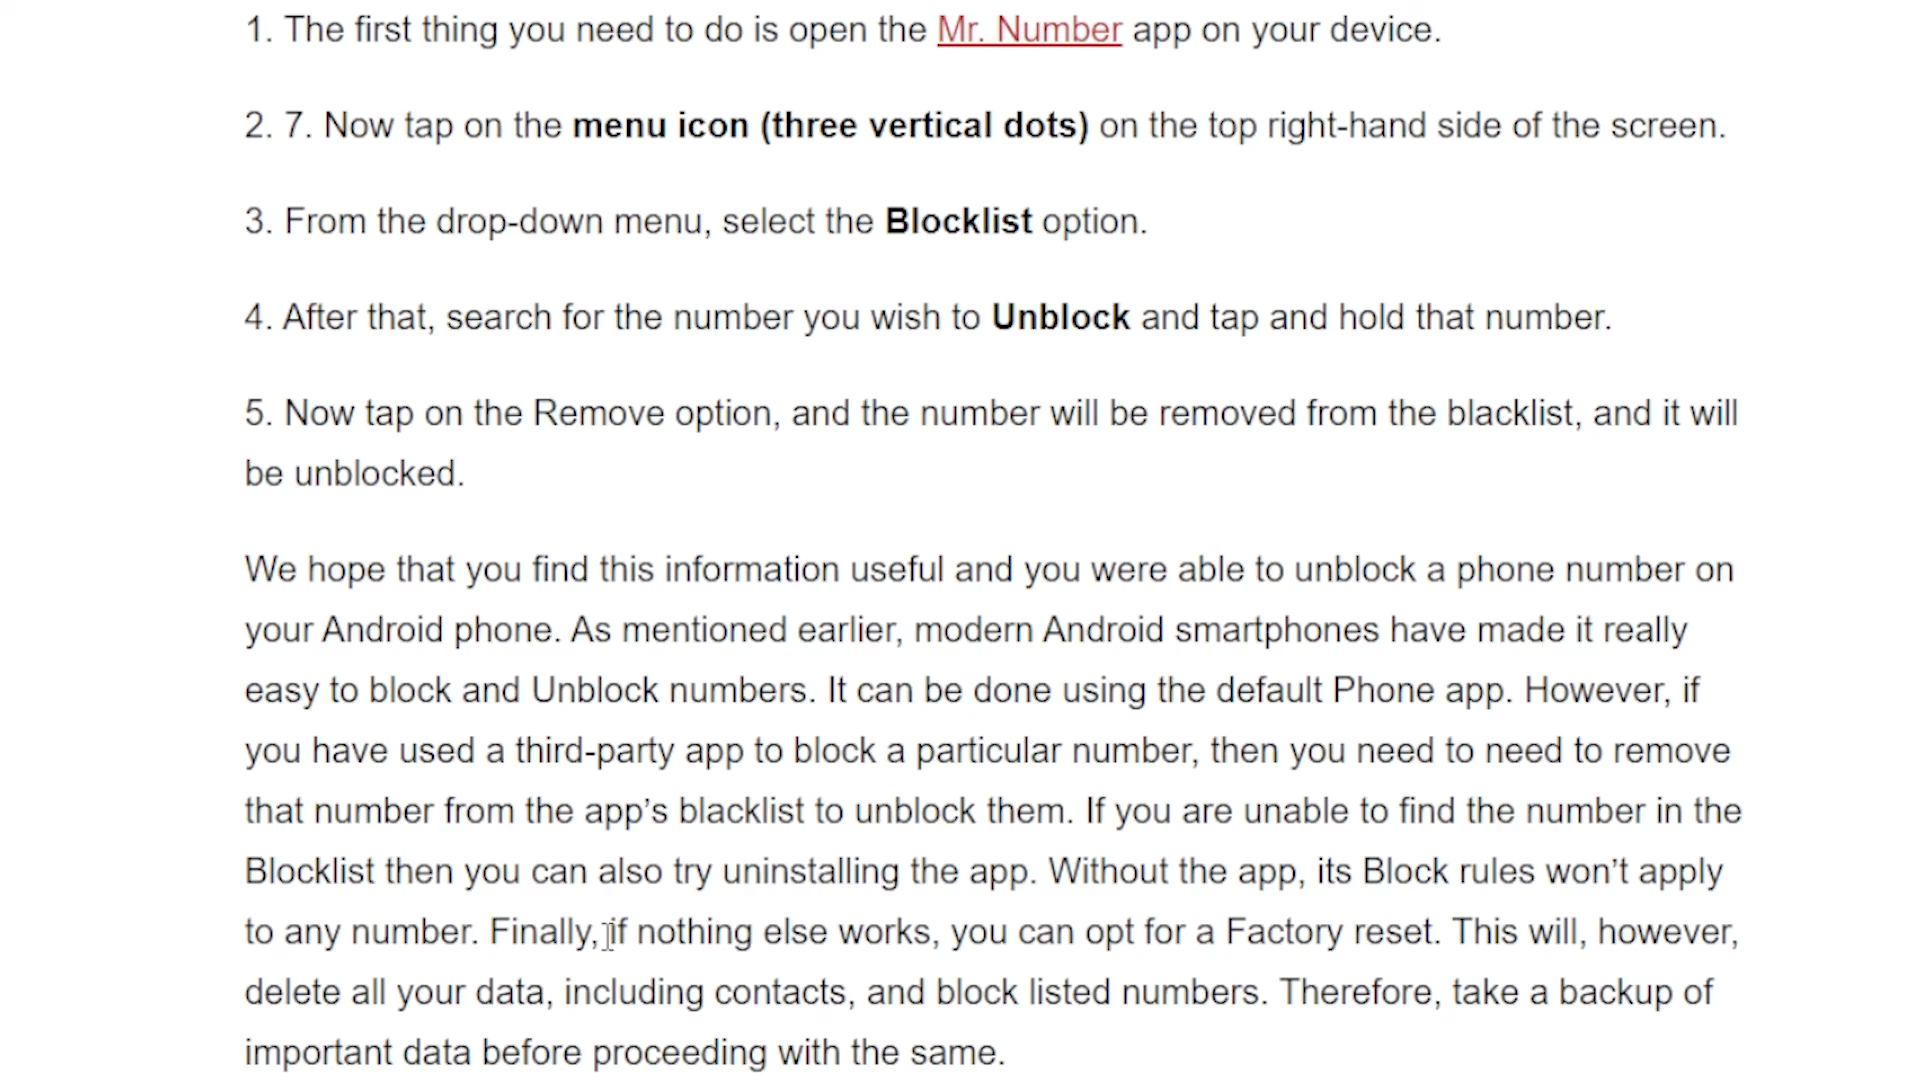 1. The first thing you need to do is open the Mr. Number app on your device.
2. 7. Now tap on the menu icon (three vertical dots) on the top right-hand side of the screen.
3. From the drop-down menu, select the Blocklist option.
4. After that, search for the number you wish to Unblock and tap and hold that number.
5. Now tap on the Remove option, and the number will be removed from the blacklist, and it will
be unblocked.
We hope that you find this information useful and you were able to unblock a phone number on
your Android phone. As mentioned earlier, modern Android smartphones have made it really
easy to block and Unblock numbers. It can be done using the default Phone app. However, if
you have used a third-party app to block a particular number, then you need to need to remove
that number from the app’s blacklist to unblock them. If you are unable to find the number in the
Blocklist then you can also try uninstalling the app. Without the app, its Block rules won’t apply
to any number. Finally, if nothing else works, you can opt for a Factory reset. This will, however,
delete all your data, including contacts, and block listed numbers. Therefore, take a backup of
important data before proceeding with the same.